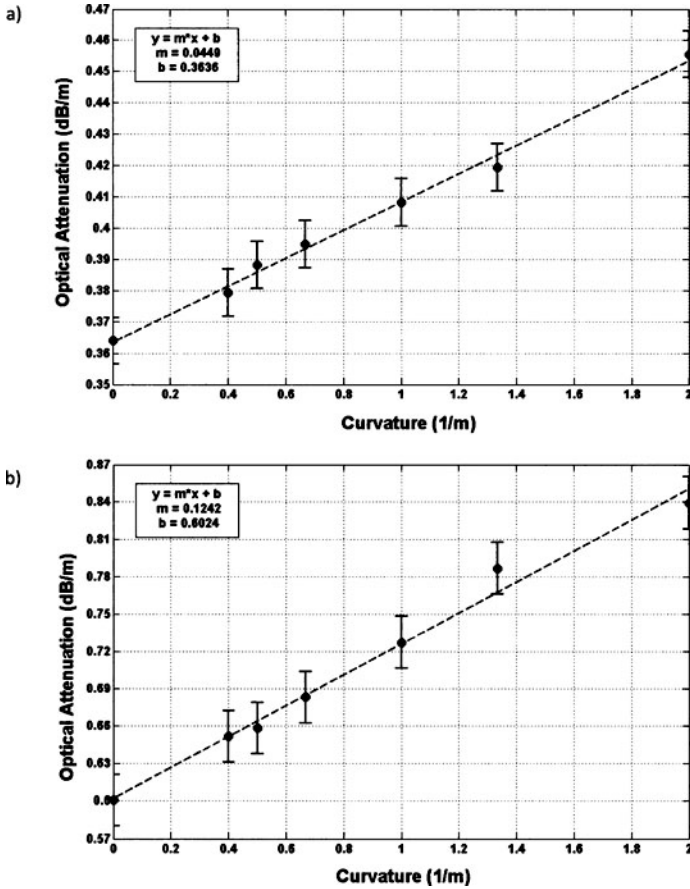 a)
0.47
0.46
0.45
0.44
0.43
0.42
0.41
0.4
0.39
0.38
0.37
0.36
0.35
Optical Attenuation (dB/m)
y = m*x + b
m = 0.0449
b = 0.3636
0 0.2 0.4 0.6 0.8 1 1.2 1.4 1.6 1.8 2
Curvature (1/m)
b)
0.87
0.84
0.81
0.78
0.75
0.72
0.69
0.66
0.63
0.6
0.57
Optical Attenuation (dB/m)
y = m*x + b
m = 0.1242
b = 0.6024
0 0.2 0.4 0.6 0.8 1 1.2 1.4 1.6 1.8 2
Curvature (1/m)